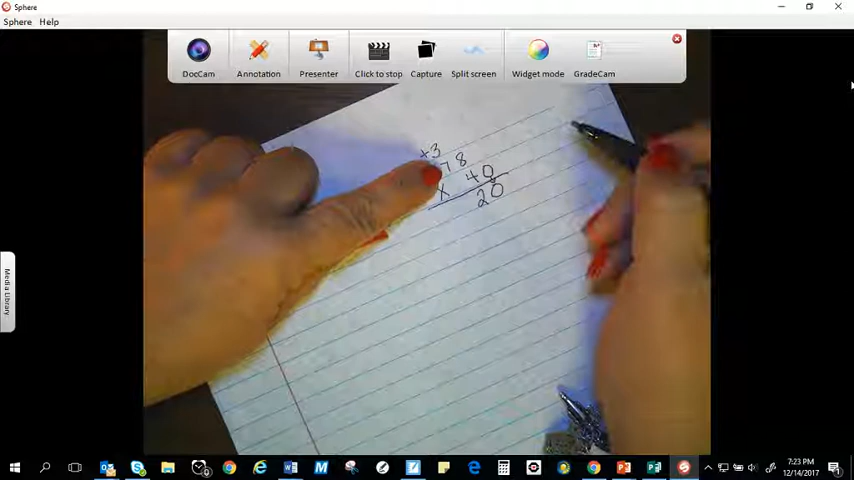 Sphere
Sphere Help
DocCam Annotation Presenter Click to stop Capture Split screen Widget mode GradeCam
+3
78
x 40
20
Media Library
7:23 PM
12/14/2017